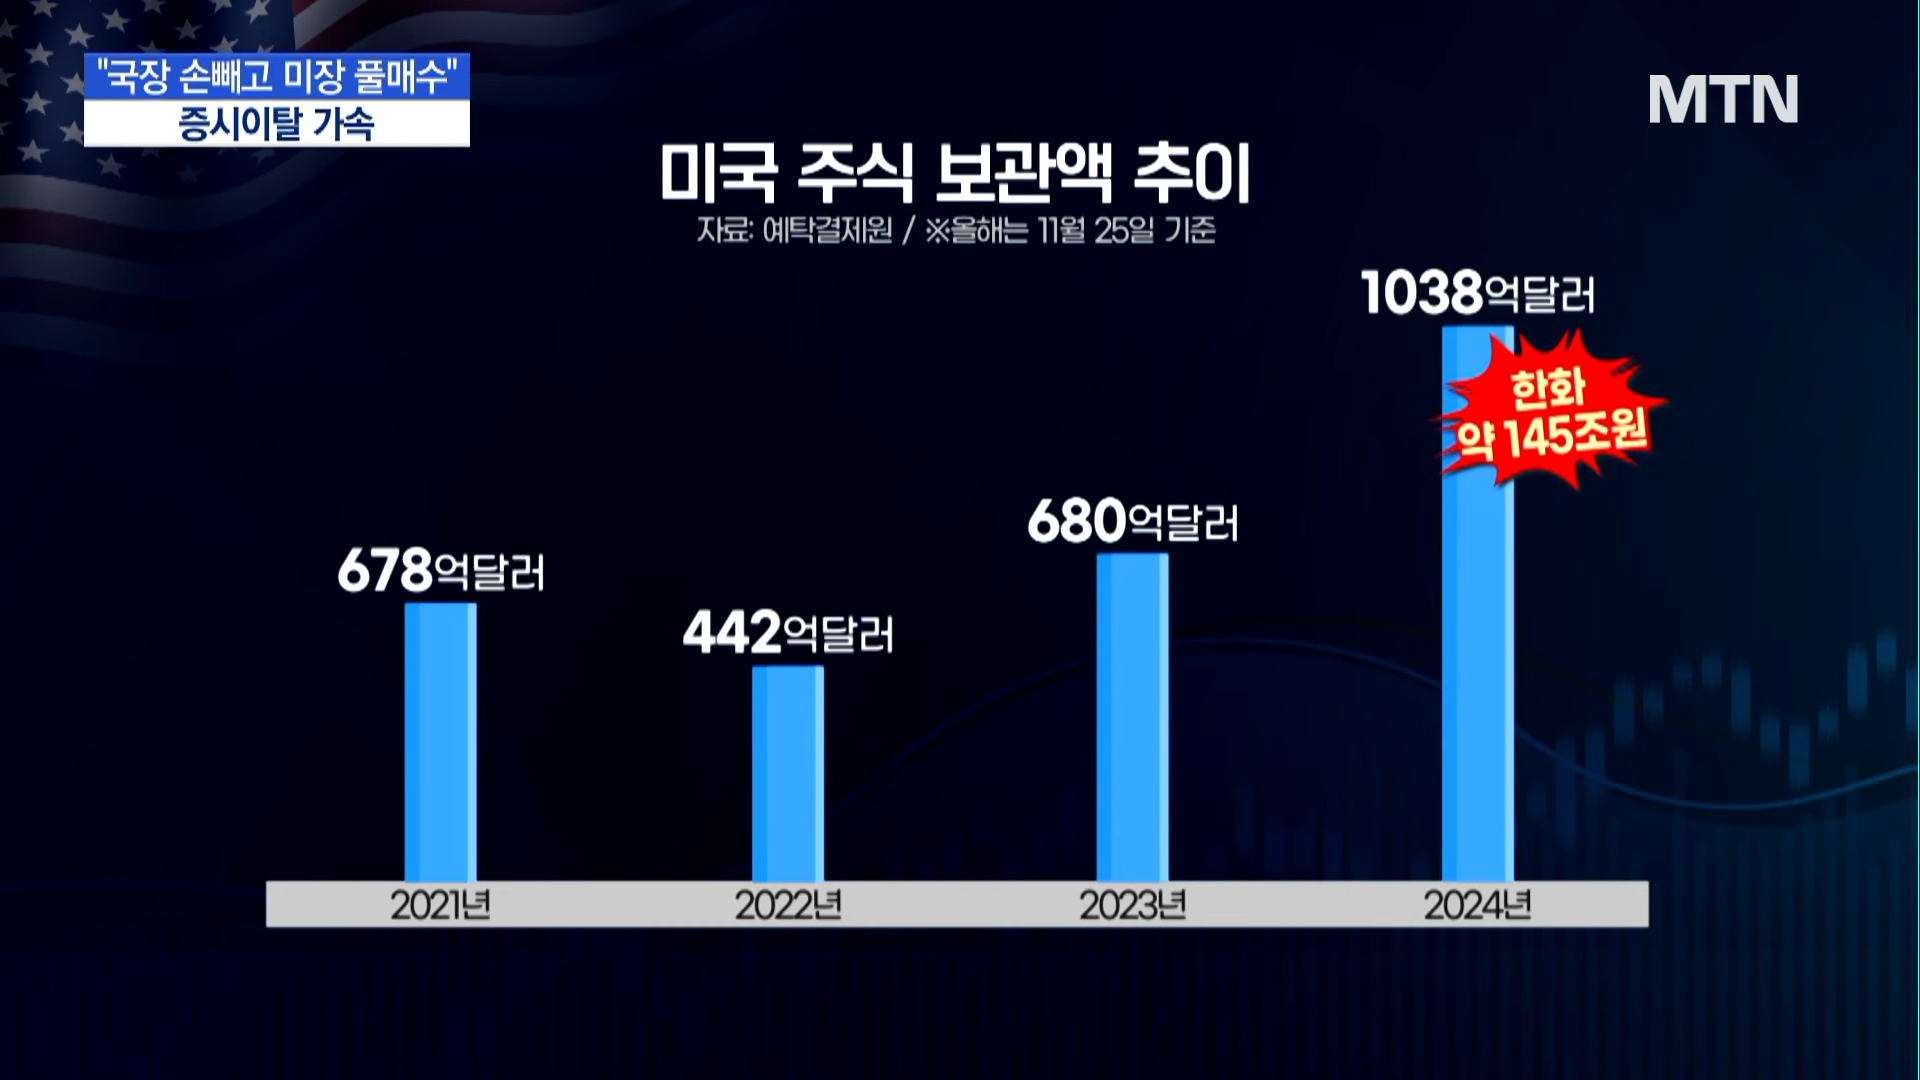 "국장 손빼고 미장 풀매수"
증시이탈 가속
MTN
미국 주식 보관액 추이
자료: 예탁결제원 / ※올해는 11월 25일 기준
678억달러
442억달러
680억달러
1038억달러
한화
약 145조원
2021년
2022년
2023년
2024년